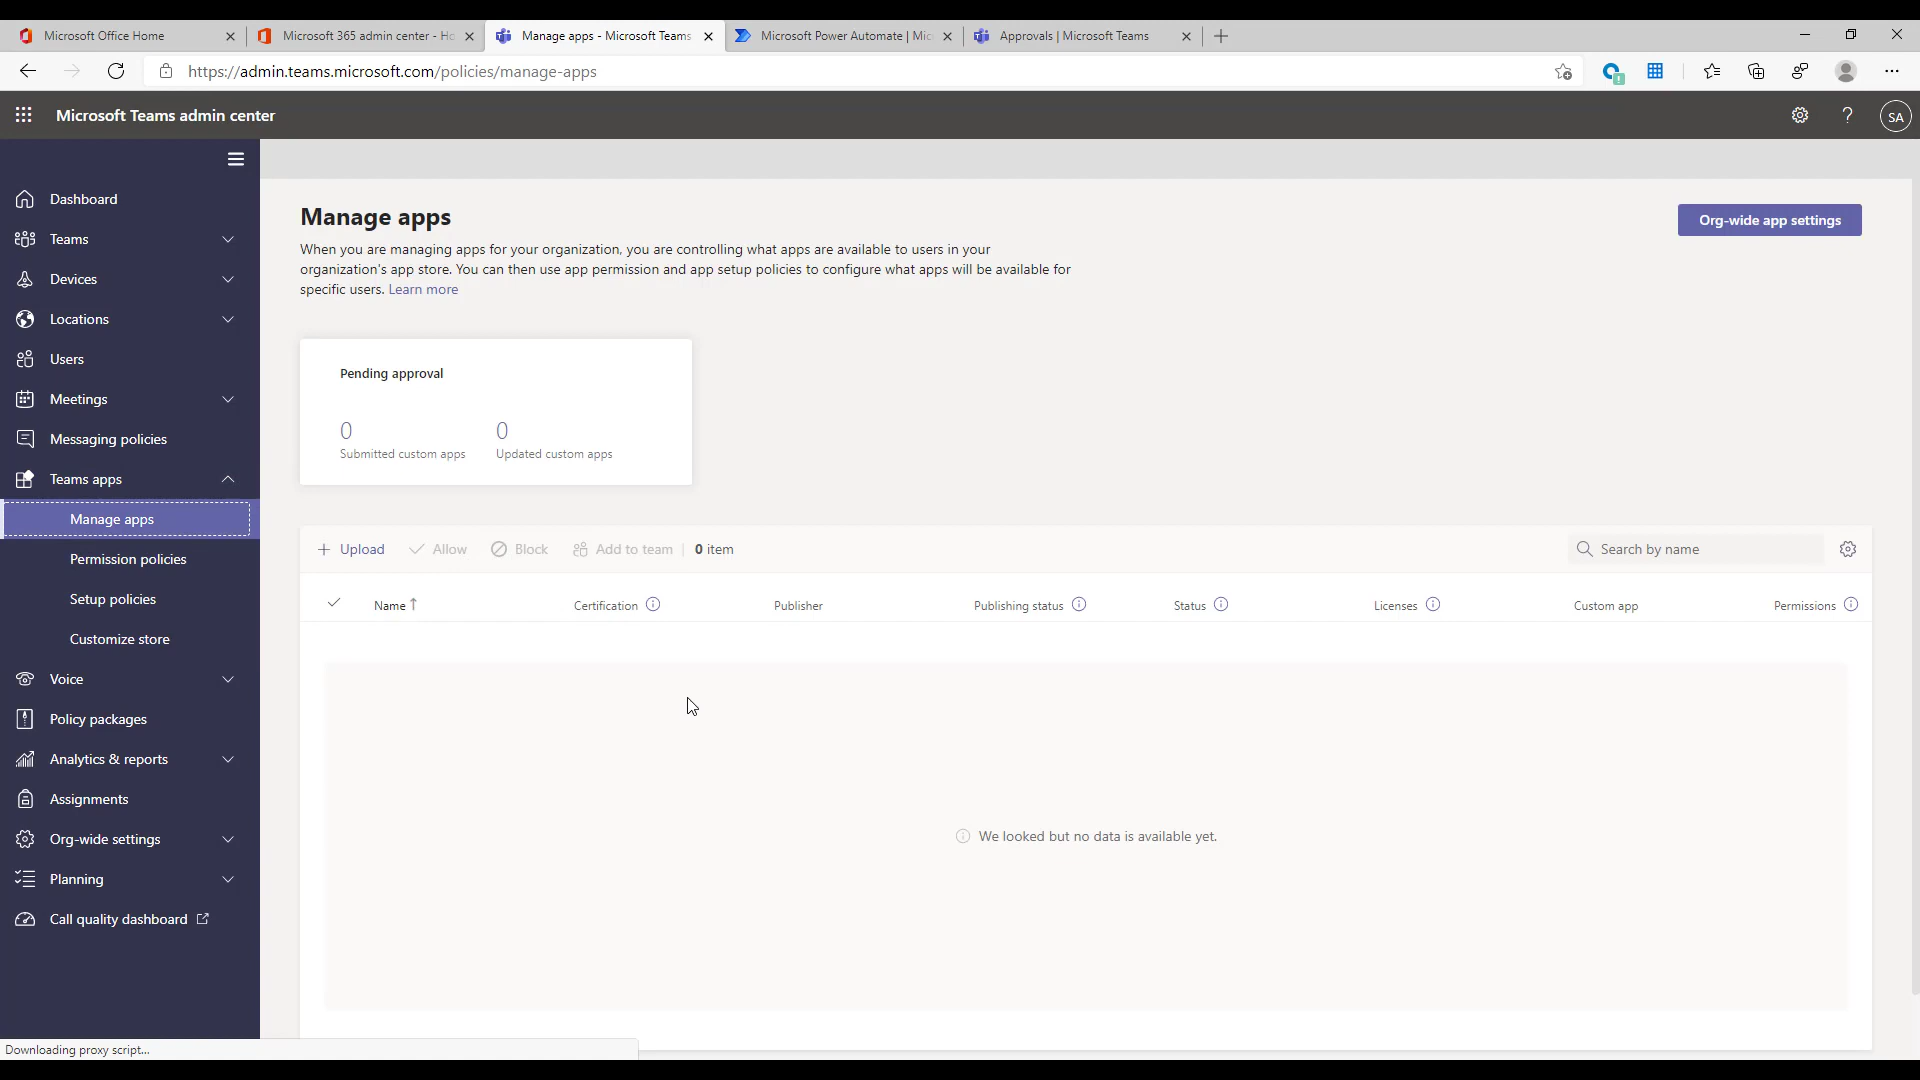 Microsoft Office Home
Microsoft 365 admin center - Ho
Manage apps - Microsoft Teams
Microsoft Power Automate | Mic
Approvals | Microsoft Teams
https://admin.teams.microsoft.com/policies/manage-apps
Microsoft Teams admin center
SA
Dashboard
Teams
Devices
Locations
Users
Meetings
Messaging policies
Teams apps
Manage apps
Permission policies
Setup policies
Customize store
Voice
Policy packages
Analytics & reports
Assignments
Org-wide settings
Planning
Call quality dashboard
Downloading proxy script...
Manage apps
Org-wide app settings
When you are managing apps for your organization, you are controlling what apps are available to users in your
organization's app store. You can then use app permission and app setup policies to configure what apps will be available for
specific users. Learn more
Pending approval
0 0
Submitted custom apps Updated custom apps
Upload Allow Block Add to team 0 item Search by name
Name Certification Publisher Publishing status Status Licenses Custom app Permissions
We looked but no data is available yet.